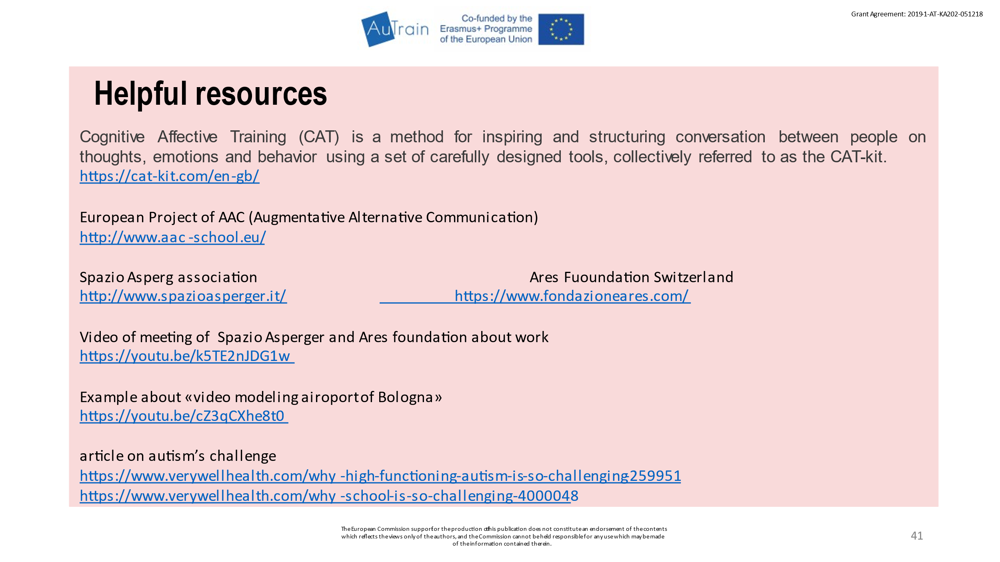 AuTrain
Co-funded by the
Erasmus+ Programme
of the European Union
Grant Agreement: 2019-1-AT-KA202-051218
Helpful resources
Cognitive Affective Training (CAT) is a method for inspiring and structuring conversation between people on
thoughts, emotions and behavior using a set of carefully designed tools, collectively referred to as the CAT-kit.
https://cat-kit.com/en-gb/
European Project of AAC (Augmentative Alternative Communication)
http://www.aac-school.eu/
Spazio Asperg association Ares Fuoundation Switzerland
http://www.spazioasperger.it/ https://www.fondazioneares.com/
Video of meeting of Spazio Asperger and Ares foundation about work
https://youtu.be/k5TE2nJDG1w
Example about «video modeling airoport of Bologna»
https://youtu.be/cZ3qCXhe8t0
article on autism’s challenge
https://www.verywellhealth.com/why-high-functioning-autism-is-so-challenging-259951
https://www.verywellhealth.com/why-school-is-so-challenging-4000048
The European Commission support for the production of this publication does not constitute an endorsement of the contents
which reflects the views only of the authors, and the Commission cannot be held responsible for any use which may be made
of the information contained therein.
41